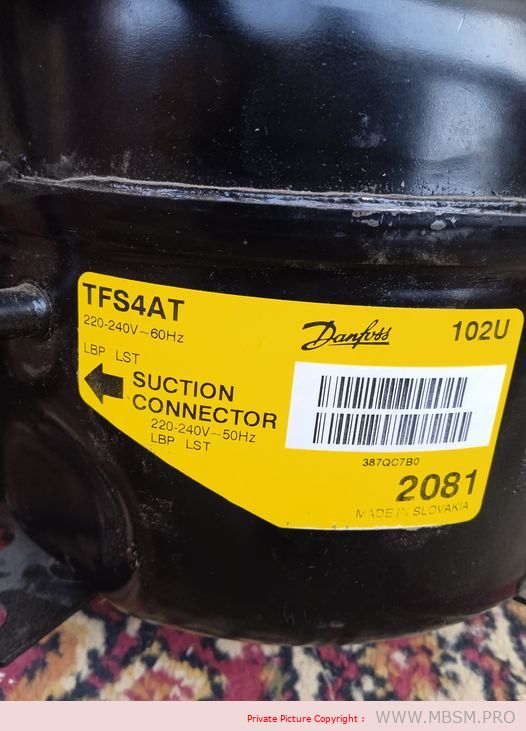 TFS4AT
220-240V~60Hz
LBP LST
SUCTION
CONNECTOR
220-240V~50Hz
LBP LST
Danfoss
102U
387QC7B0
2081
MADE IN SLOVAKIA
Private Picture Copyright :
WWW.MBSM.PRO